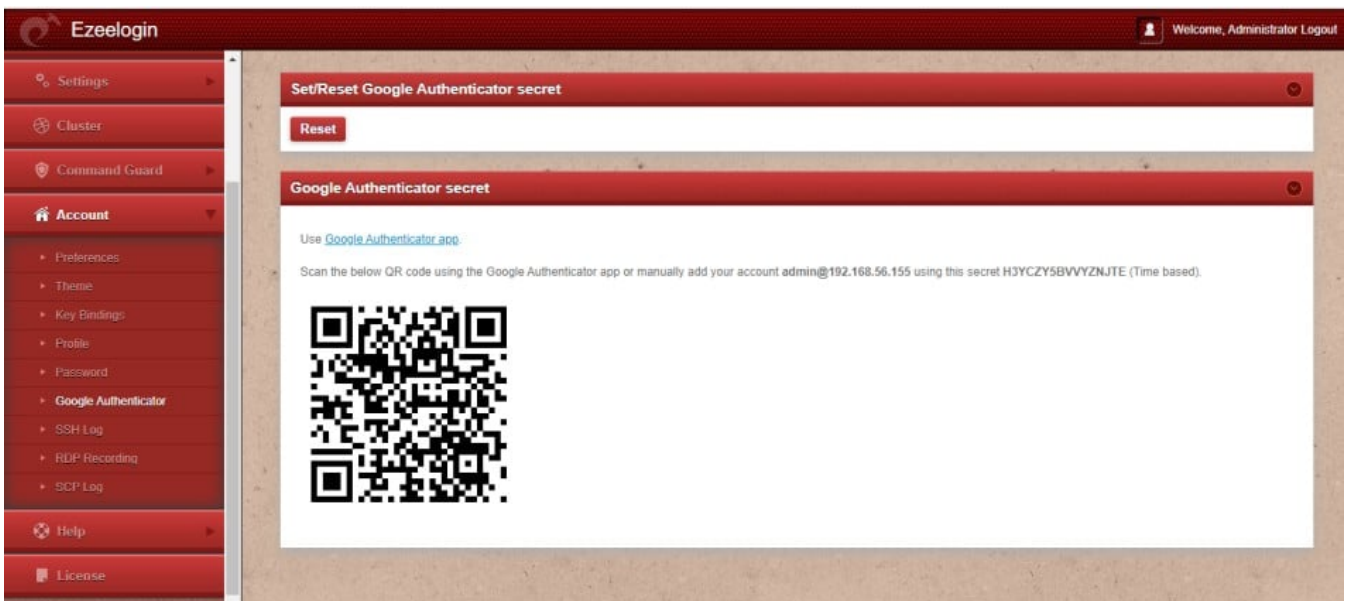 Ezeelogin
Welcome, Administrator Logout
Settings
Cluster
Command Guard
Account
Preferences
Theme
Key Bindings
Profile
Password
Google Authenticator
SSH Log
RDP Recording
SCP Log
Help
License
Set/Reset Google Authenticator secret
Reset
Google Authenticator secret
Use Google Authenticator app.
Scan the below QR code using the Google Authenticator app or manually add your account admin@192.168.56.155 using this secret H3YCZY5BVVYZNJTE (Time based).